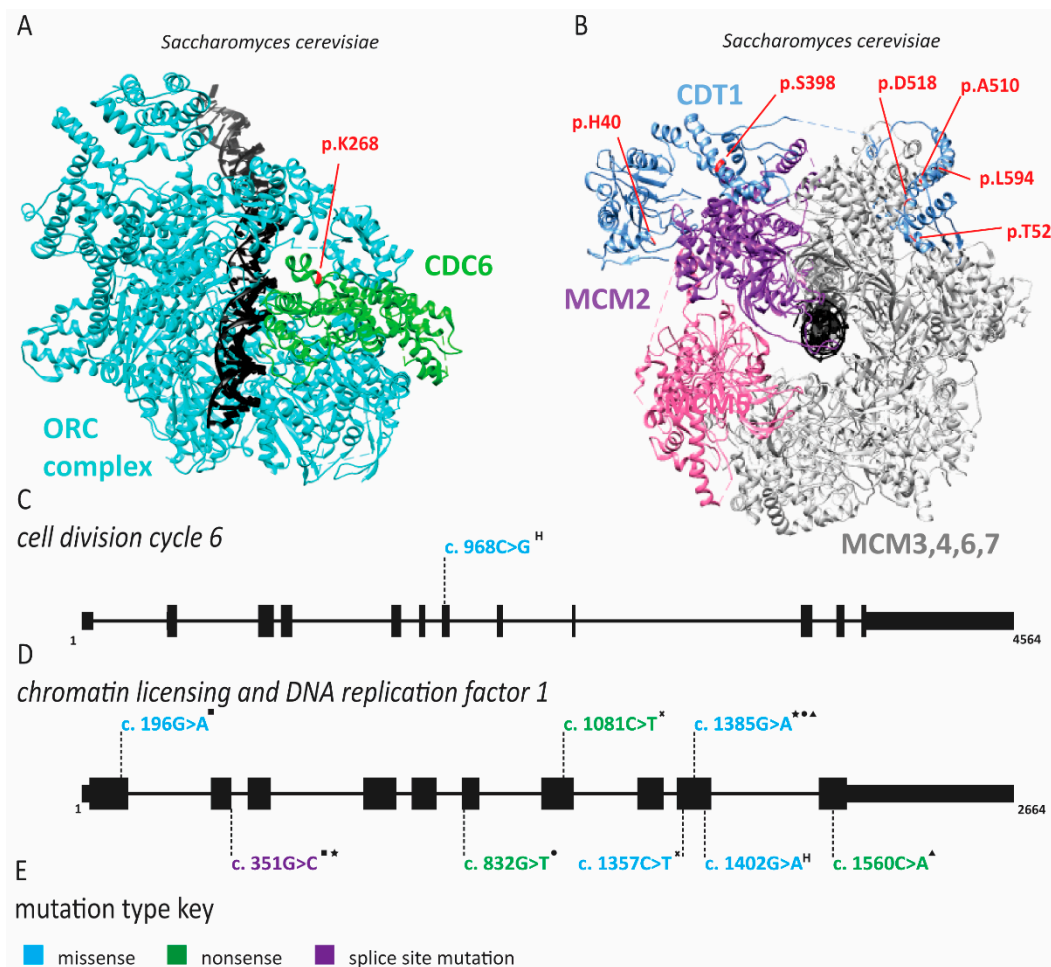 A
Saccharomyces cerevisiae
p.K268
CDC6
ORC
complex
B
Saccharomyces cerevisiae
CDT1
p.S398
p.D518
p.A510
p.H40
p.L594
p.T52
MCM2
MCM5
MCM3,4,6,7
C
cell division cycle 6
c. 968C>G H
1
4564
D
chromatin licensing and DNA replication factor 1
c. 196G>A ■
c. 1081C>T x
c. 1385G>A ★●▲
1
2664
c. 351G>C ■ ★
c. 832G>T ●
c. 1357C>T x
c. 1402G>A H
c. 1560C>A ▲
E
mutation type key
missense
nonsense
splice site mutation